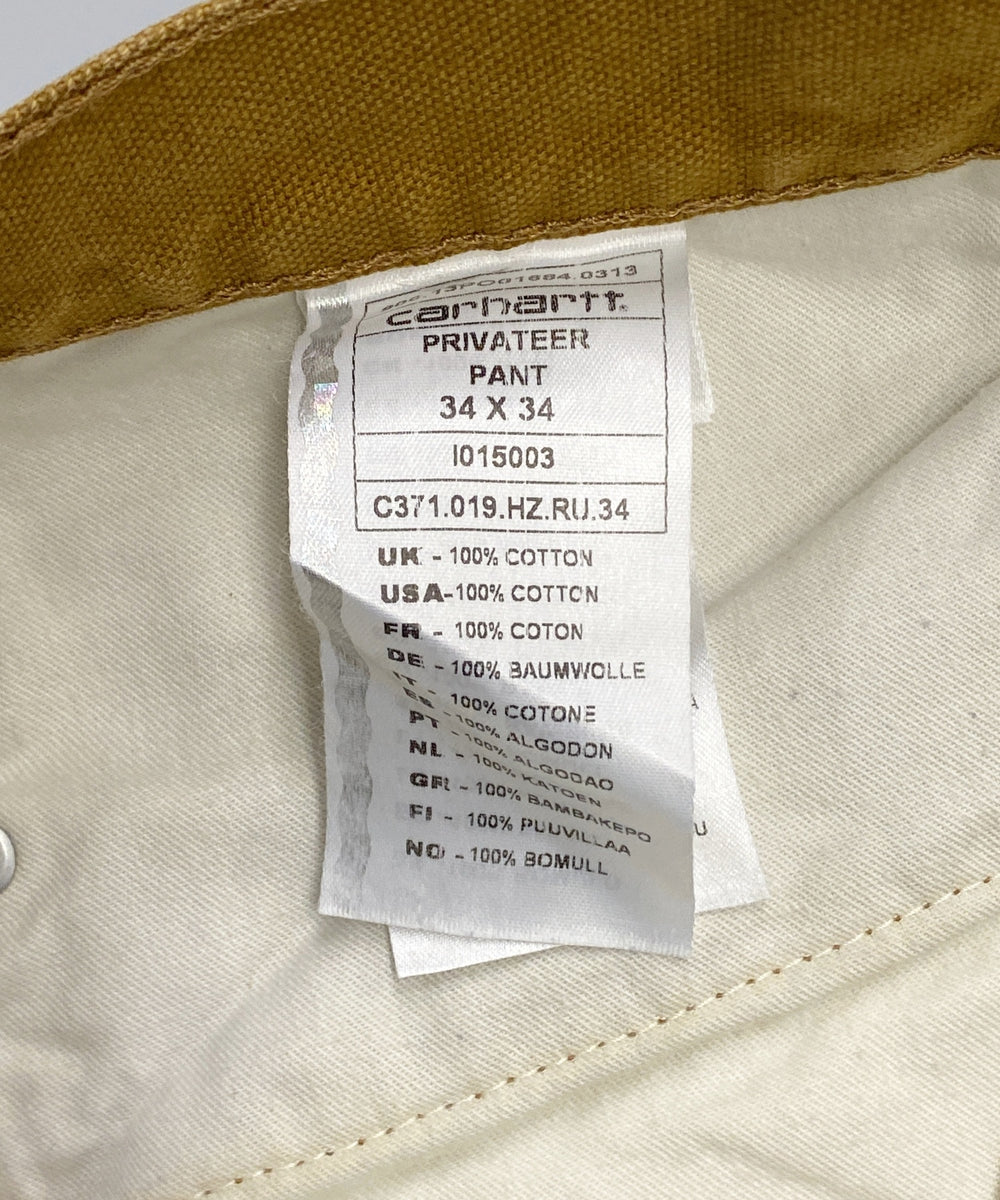 carhartt.
PRIVATEER
PANT
34 X 34
I015003
C371.019.HZ.RU.34
UK - 100% COTTON
USA-100% COTTON
FR - 100% COTON
DE - 100% BAUMWOLLE
IT - 100% COTONE
ES - 100% ALGODON
PT - 100% ALGODAO
NL - 100% KATOEN
GR - 100% BAMBAKEPO
FI - 100% PUUVILLAA
NO - 100% BOMULL